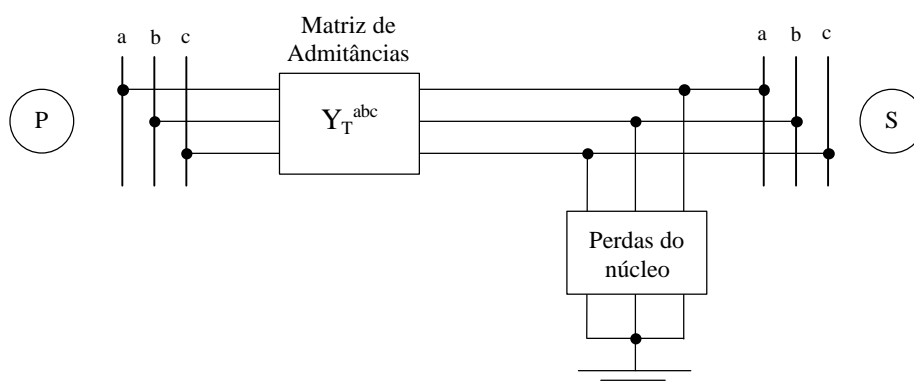 Matriz de
Admitâncias
a b c
a b c
P
Y_T^abc
S
Perdas do
núcleo